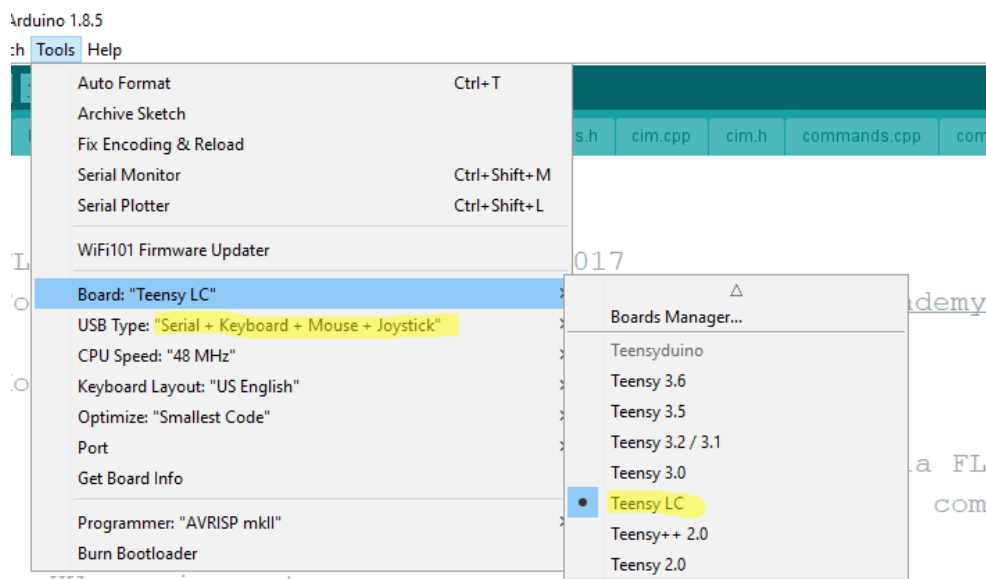 Arduino 1.8.5
Tools Help
Auto Format Ctrl+T
Archive Sketch
Fix Encoding & Reload
Serial Monitor Ctrl+Shift+M
Serial Plotter Ctrl+Shift+L
WiFi101 Firmware Updater
Board: "Teensy LC"
USB Type: "Serial + Keyboard + Mouse + Joystick"
CPU Speed: "48 MHz"
Keyboard Layout: "US English"
Optimize: "Smallest Code"
Port
Get Board Info
Programmer: "AVRISP mkII"
Burn Bootloader
s.h cim.cpp cim.h commands.cpp com
017
ademy
a FL
com
Boards Manager...
Teensyduino
Teensy 3.6
Teensy 3.5
Teensy 3.2 / 3.1
Teensy 3.0
Teensy LC
Teensy++ 2.0
Teensy 2.0